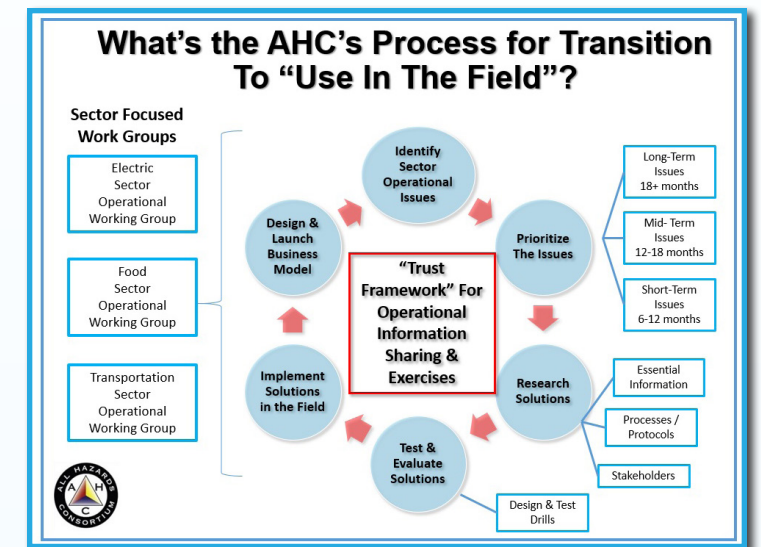 What's the AHC's Process for Transition
To “Use In The Field”?
Sector Focused
Work Groups
Electric
Sector
Operational
Working Group
Food
Sector
Operational
Working Group
Transportation
Sector
Operational
Working Group
Identify
Sector
Operational
Issues
Prioritize
The Issues
Research
Solutions
Test &
Evaluate
Solutions
Implement
Solutions
in the Field
Design &
Launch
Business
Model
“Trust
Framework” For
Operational
Information
Sharing &
Exercises
Long-Term
Issues
18+ months
Mid- Term
Issues
12-18 months
Short-Term
Issues
6-12 months
Essential
Information
Processes /
Protocols
Stakeholders
Design & Test
Drills
ALL HAZARDS
CONSORTIUM
A H
C